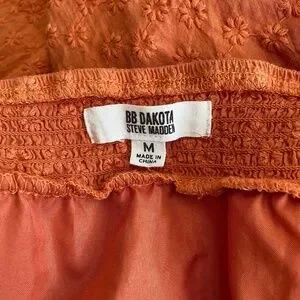 BB DAKOTA
STEVE MADDEN
M
MADE IN
CHINA